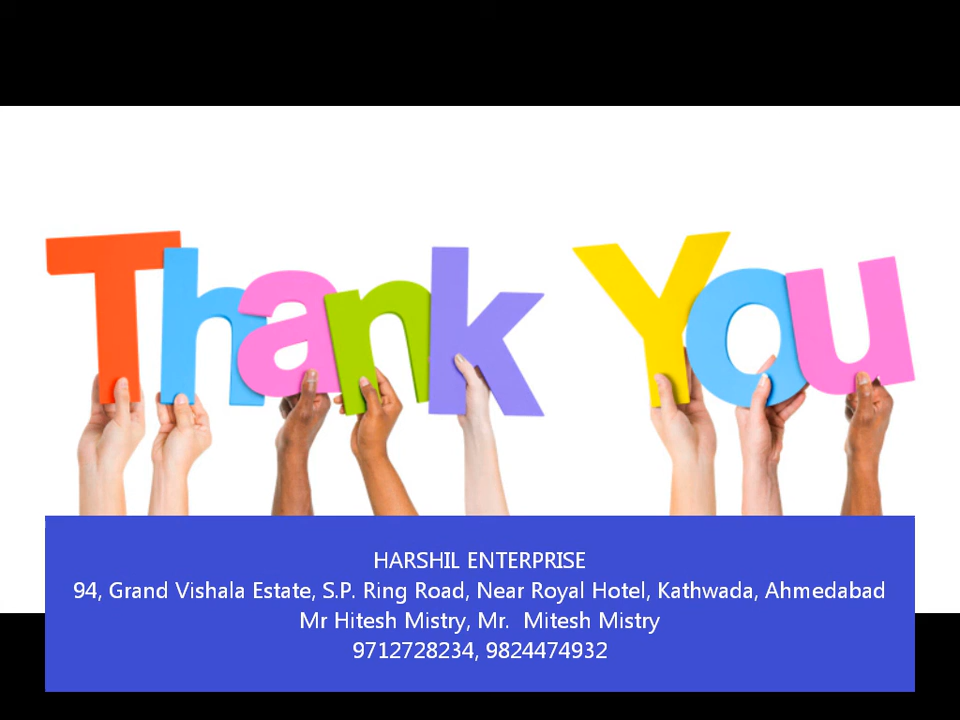 Thank You
HARSHIL ENTERPRISE
94, Grand Vishala Estate, S.P. Ring Road, Near Royal Hotel, Kathwada, Ahmedabad
Mr Hitesh Mistry, Mr.  Mitesh Mistry
9712728234, 9824474932